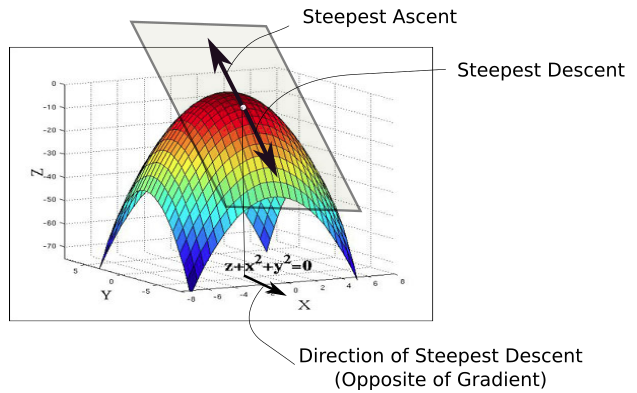 Steepest Ascent
Steepest Descent
0
-10
-20
-30
-40
-50
-60
-70
Z
z+x²+y²=0
5
0
-5
Y
-8
-6
-4
-2
0
2
4
6
8
X
Direction of Steepest Descent
(Opposite of Gradient)